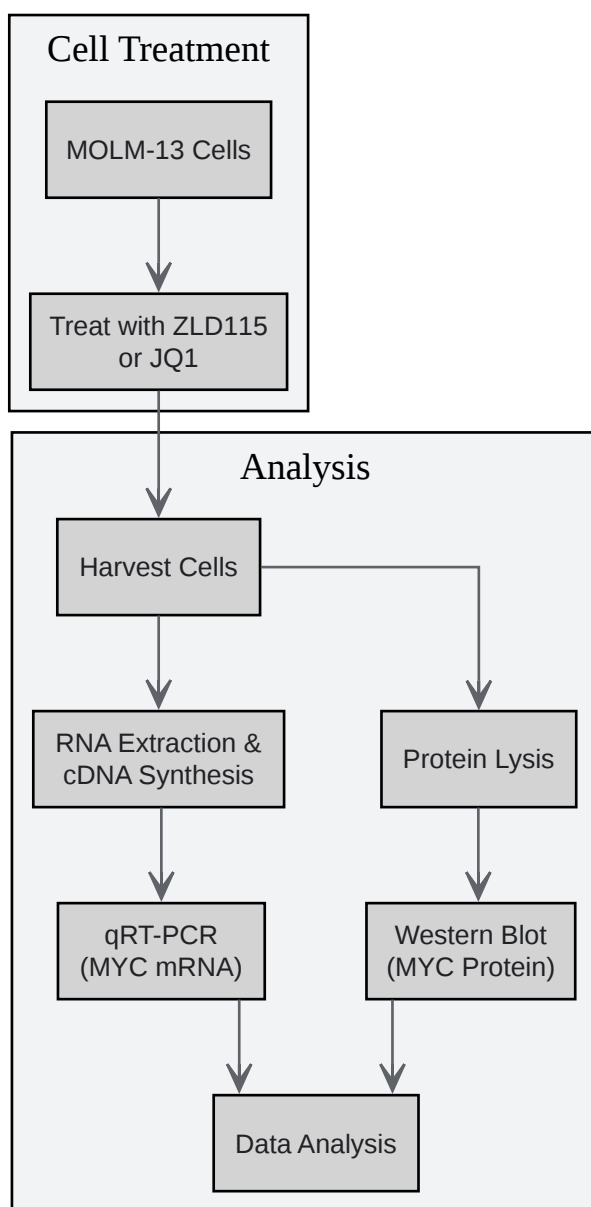 Cell Treatment
MOLM-13 Cells
Treat with ZLD115
or JQ1
Analysis
Harvest Cells
RNA Extraction &
cDNA Synthesis
Protein Lysis
qRT-PCR
(MYC mRNA)
Western Blot
(MYC Protein)
Data Analysis